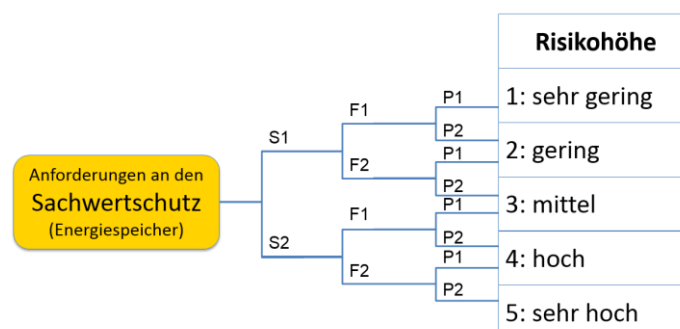 Risikohöhe
1: sehr gering
2: gering
3: mittel
4: hoch
5: sehr hoch
Anforderungen an den
Sachwertschutz
(Energiespeicher)
S1
S2
F1
F2
F1
F2
P1
P2
P1
P2
P1
P2
P1
P2